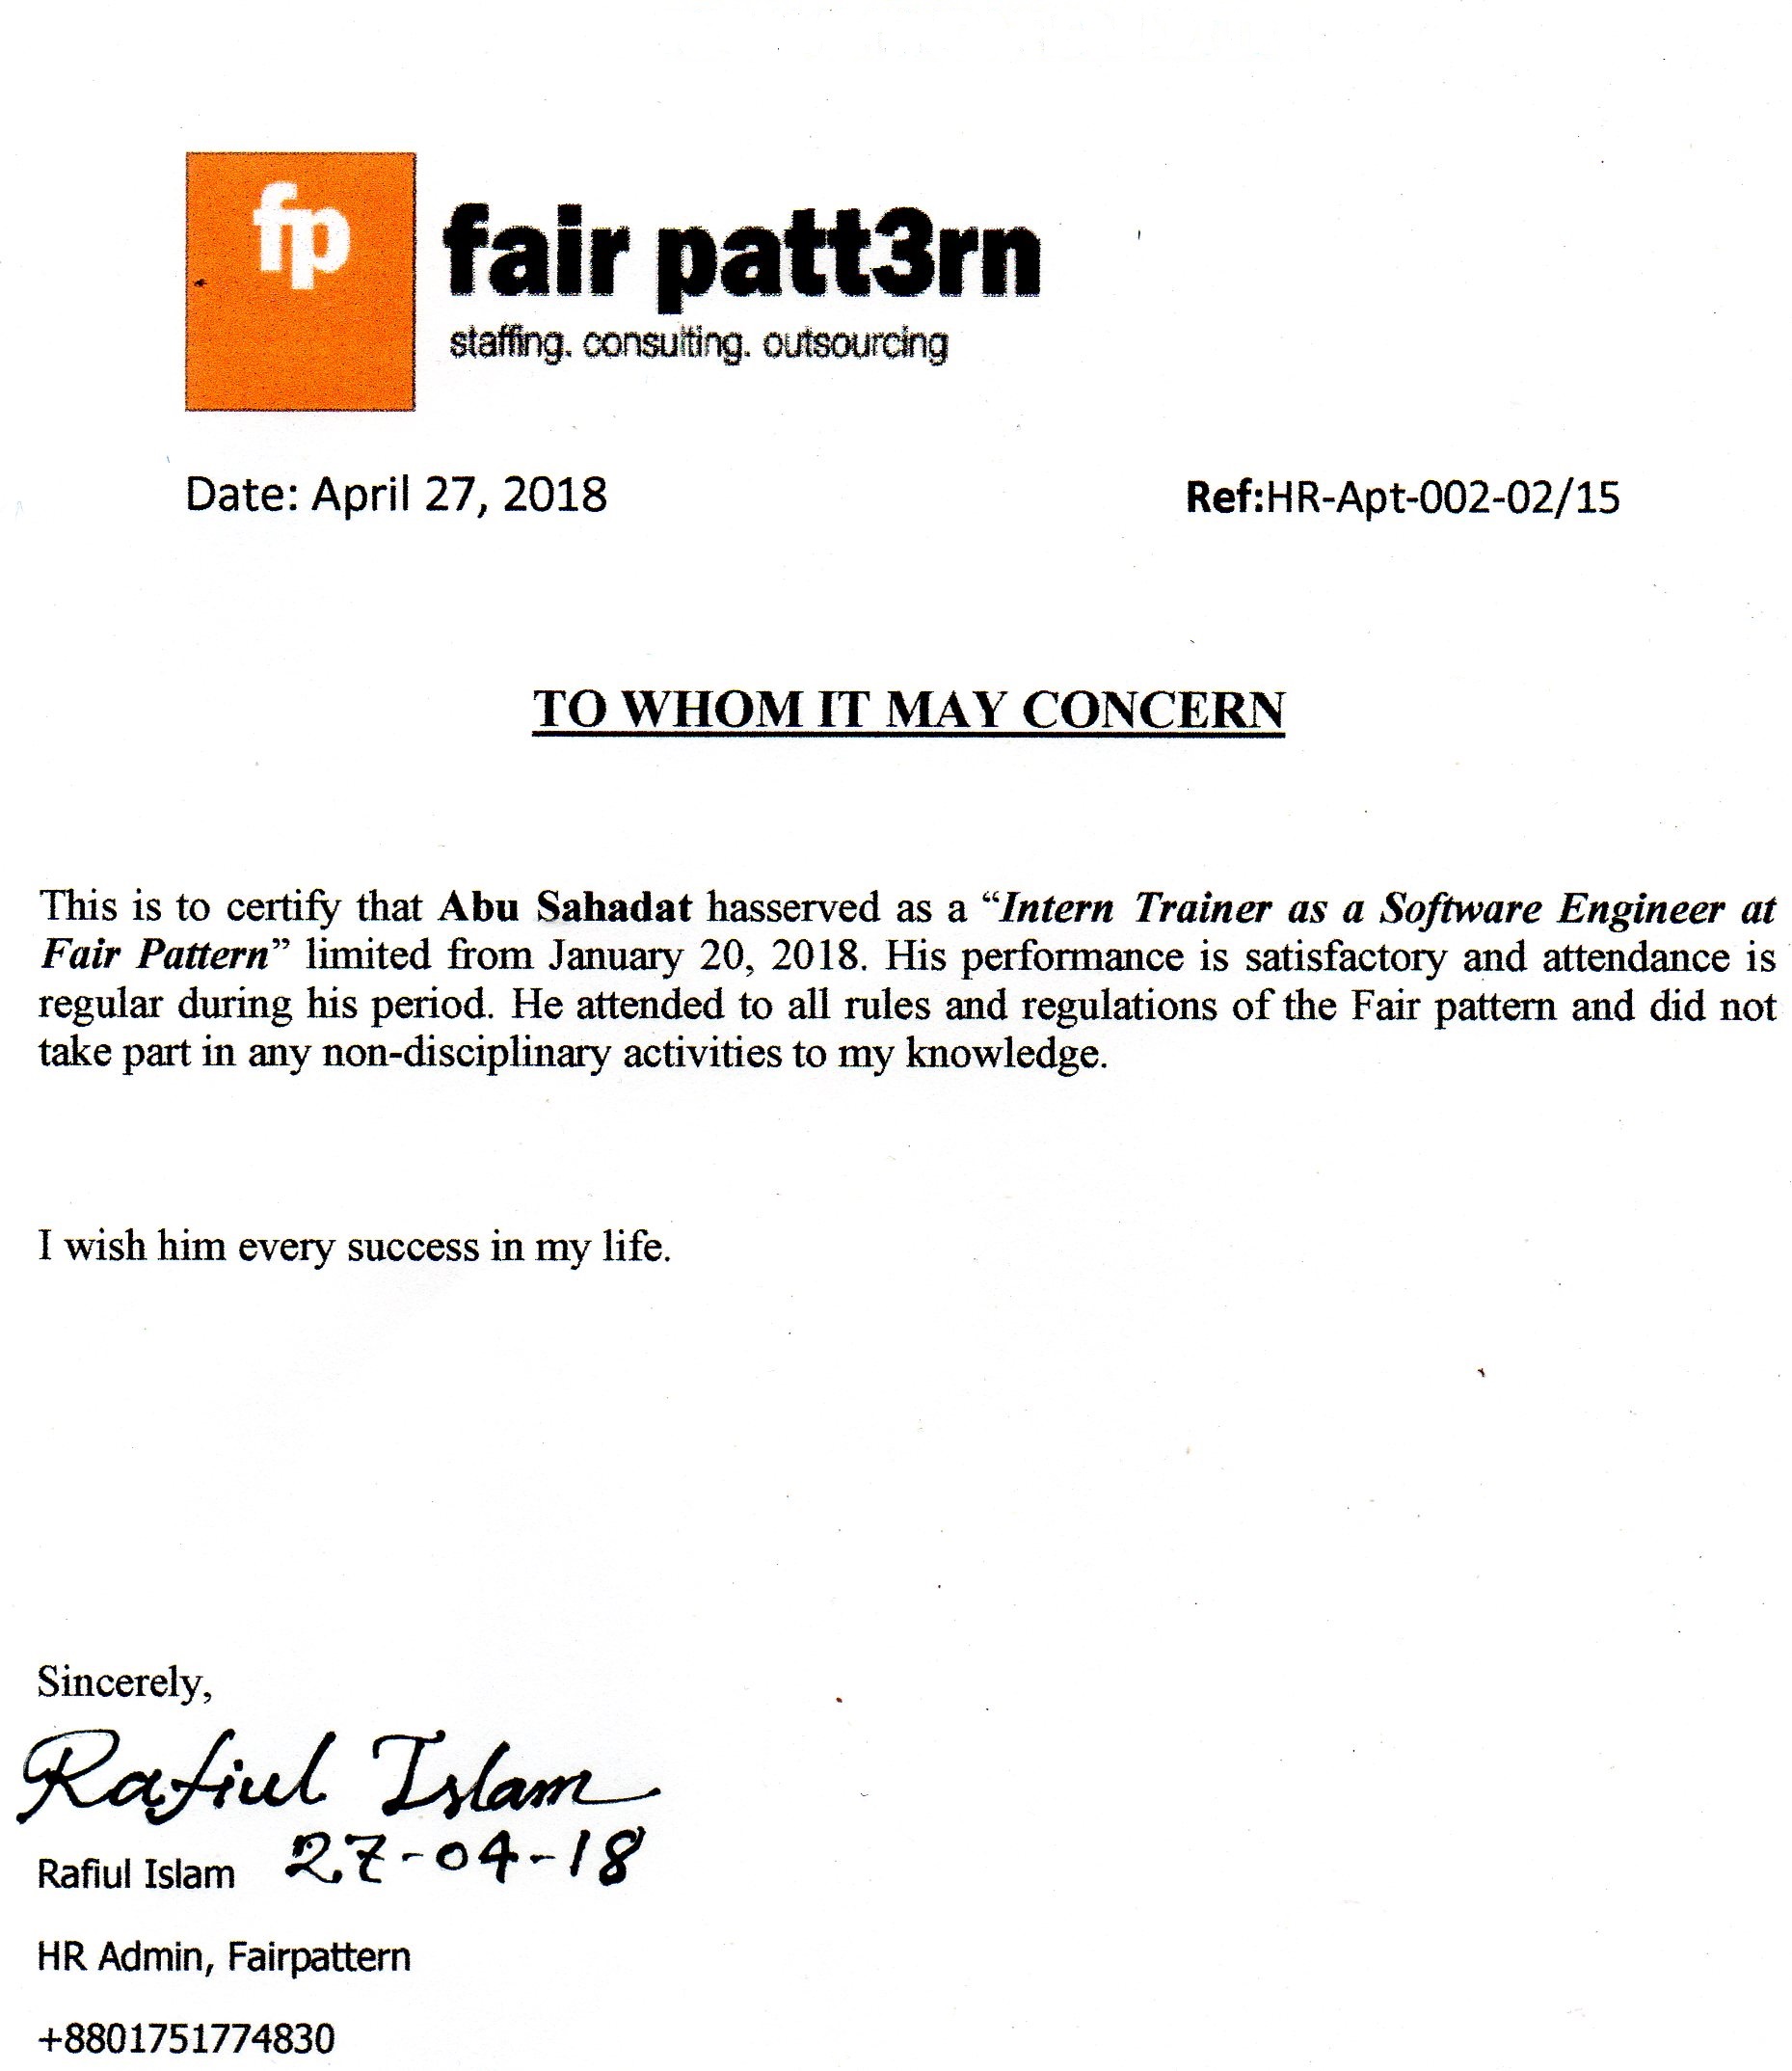 fp
fair patt3rn
staffing. consulting. outsourcing
Date: April 27, 2018 Ref:HR-Apt-002-02/15
TO WHOM IT MAY CONCERN
This is to certify that Abu Sahadat hasserved as a “Intern Trainer as a Software Engineer at
Fair Pattern” limited from January 20, 2018. His performance is satisfactory and attendance is
regular during his period. He attended to all rules and regulations of the Fair pattern and did not
take part in any non-disciplinary activities to my knowledge.
I wish him every success in my life.
Sincerely,
Rafiul Islam
Rafiul Islam 27-04-18
HR Admin, Fairpattern
+8801751774830